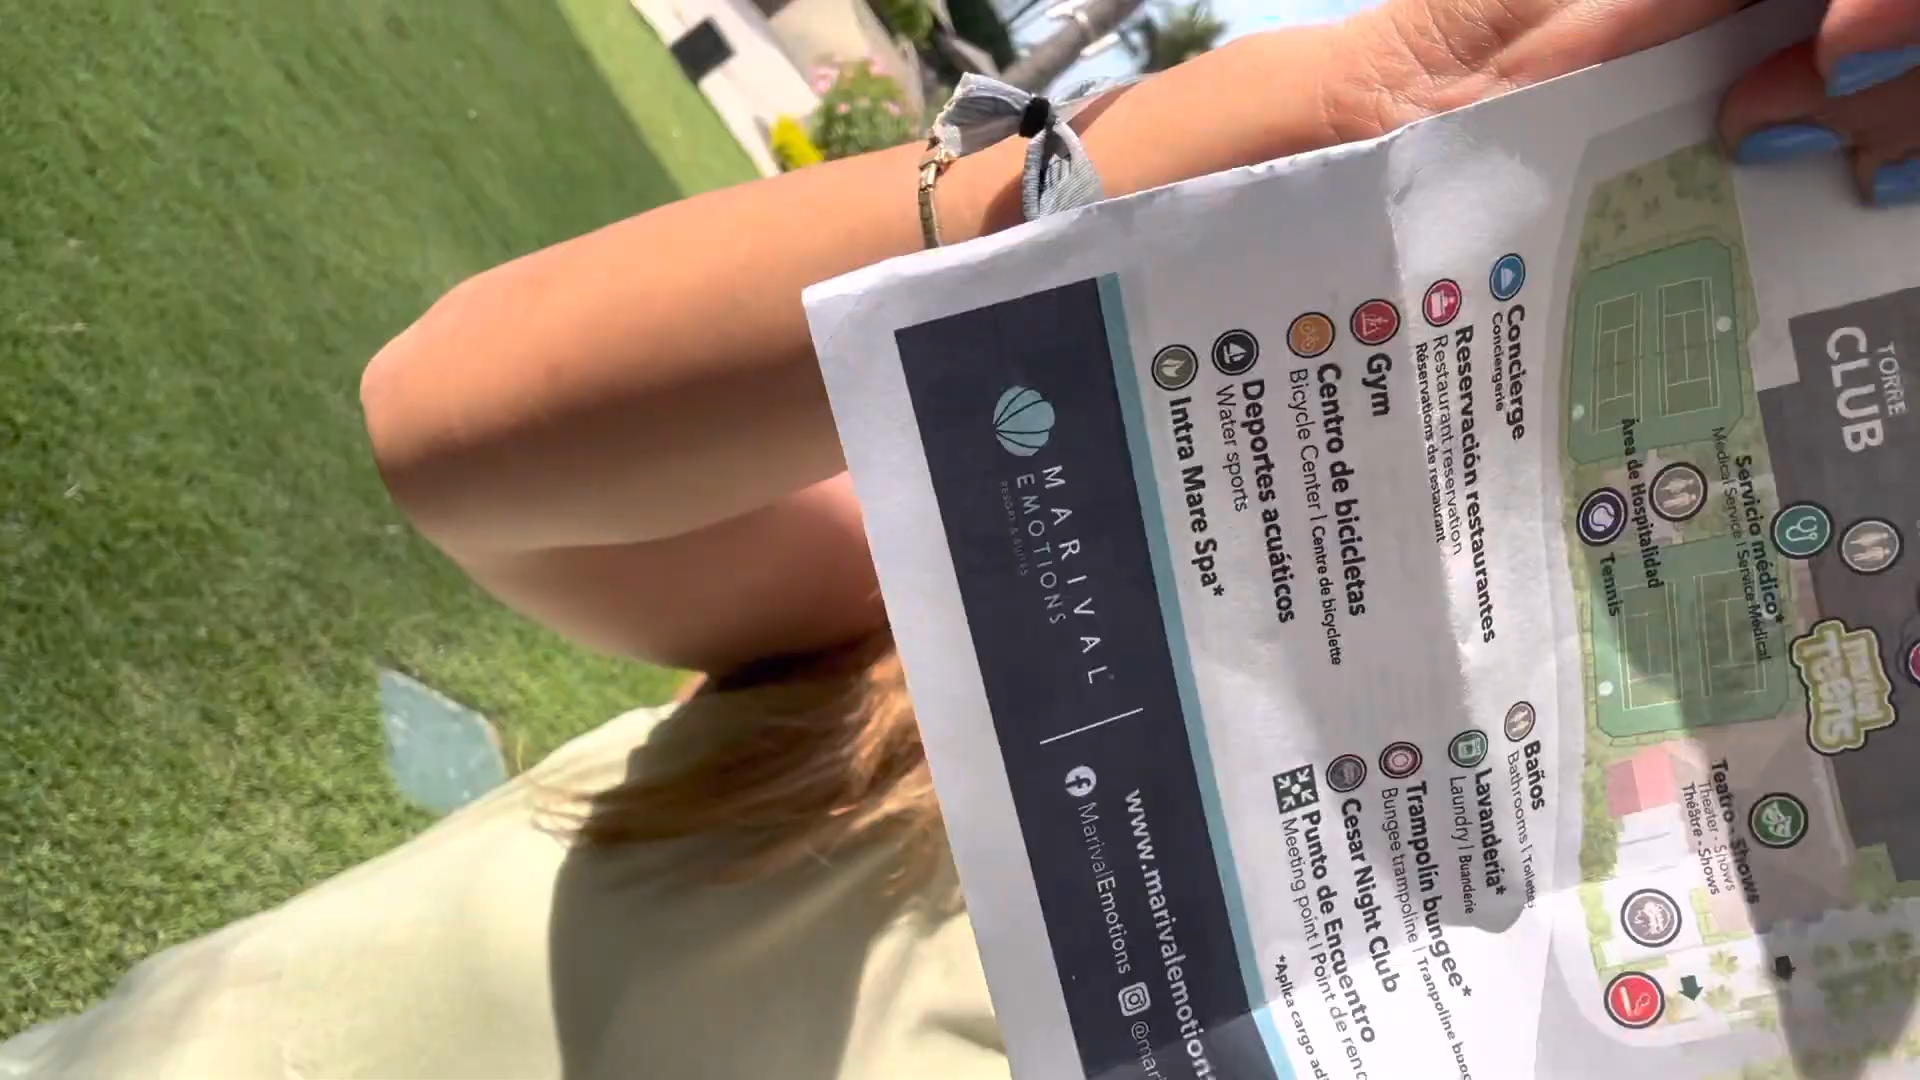 TORRE
CLUB
Servicio médico*
Medical Service | Service Médical
Área de Hospitalidad
Tennis
Teatro - Shows
Theater - Shows
Théâtre - Shows
Concierge
Conciergerie
Reservación restaurantes
Restaurant reservation
Réservations de restaurant
Gym
Centro de bicicletas
Bicycle Center | Centre de bicyclette
Deportes acuáticos
Water sports
Intra Mare Spa*
Baños
Bathrooms | Toilettes
Lavandería*
Laundry | Buanderie
Trampolín bungee*
Bungee trampoline |
Cesar Night Club
Punto de Encuentro
Meeting point | Point de
*Aplica cargo
MARIVAL
EMOTIONS
RESORT & SUITES
www.marivalemotion
MarivalEmotions